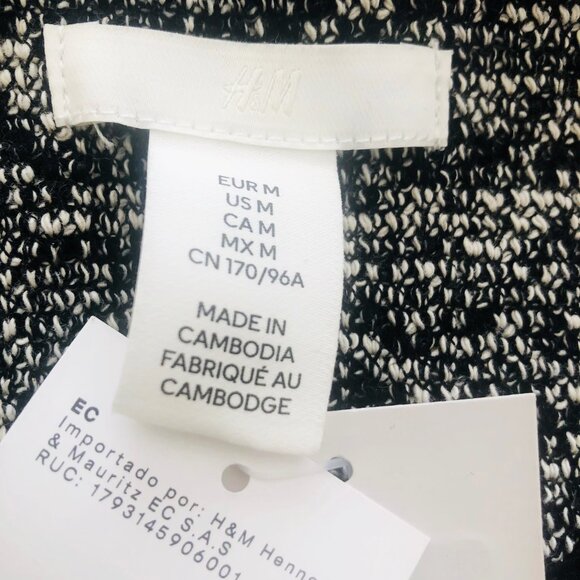 H&M
EUR M
US M
CA M
MX M
CN 170/96A
MADE IN
CAMBODIA
FABRIQUÉ AU
CAMBODGE
EC
Importado por: H&M Henn
& Mauritz EC S.A.S
RUC: 1793145906001